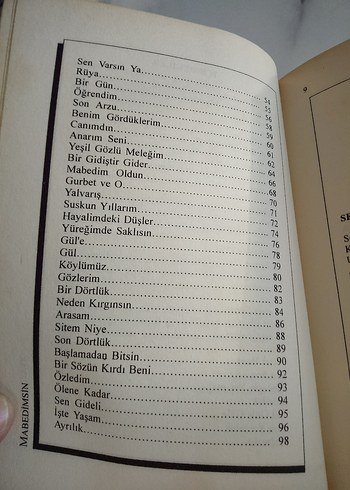 Sen Varsın Ya 54
Rüya 55
Bir Gün 56
Öğrendim 58
Son Arzu 59
Benim Gördüklerim 60
Canımdın 61
Anarım Seni 62
Yeşil Gözlü Meleğim 64
Bir Gidiştir Gider 66
Mabedim Oldun 68
Gurbet ve O 70
Yalvarış 71
Suskun Yıllarım 72
Hayalimdeki Düşler 74
Yüreğimde Saklısın 76
Gül'e 78
Gül 79
Köylümüz 80
Gözlerim 82
Bir Dörtlük 83
Neden Kırgınsın 84
Arasam 86
Sitem Niye 88
Son Dörtlük 89
Başlamadan Bitsin 90
Bir Sözün Kırdı Beni 92
Özledim 93
Ölene Kadar 94
Sen Gideli 95
İşte Yaşam 96
Ayrılık 98
MABEDİMSİN
9